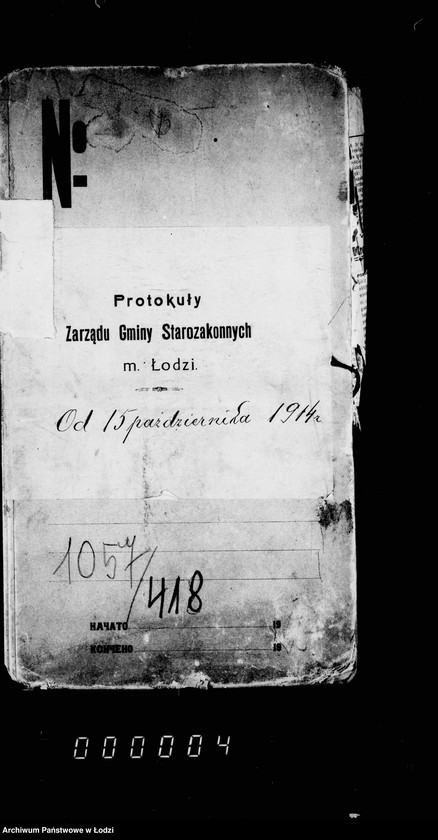 №
Protokuły
Zarządu Gminy Starozakonnych
m. Łodzi.
Od 15 października 1914 r
1057/418
НАЧАТО 19
КОНЧЕНО 19
000004
Archiwum Państwowe w Łodzi